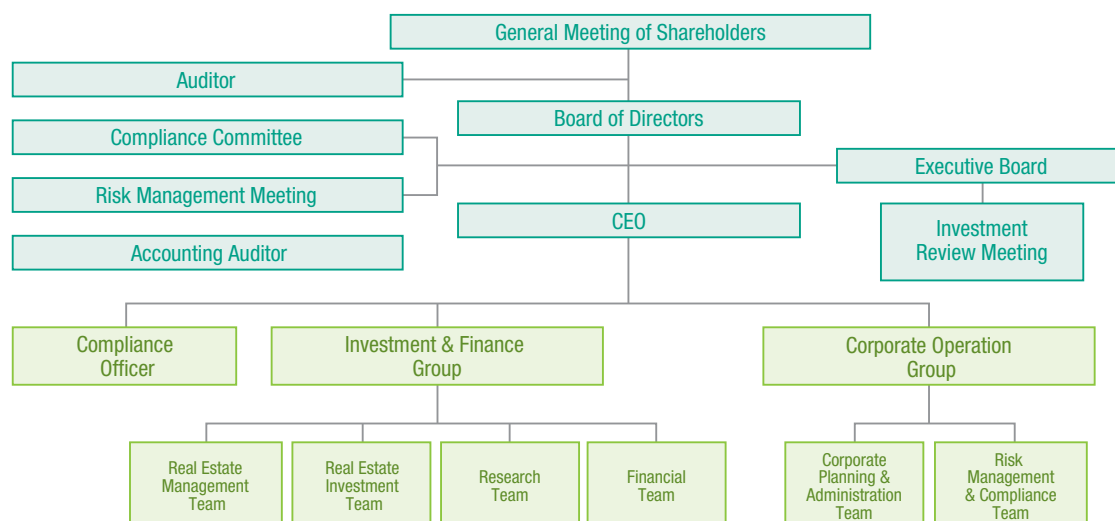 General Meeting of Shareholders
Auditor
Board of Directors
Compliance Committee
Executive Board
Risk Management Meeting
CEO
Investment
Review Meeting
Accounting Auditor
Compliance
Officer
Investment & Finance
Group
Corporate Operation
Group
Real Estate
Management
Team
Real Estate
Investment
Team
Research
Team
Financial
Team
Corporate
Planning &
Administration
Team
Risk
Management
& Compliance
Team